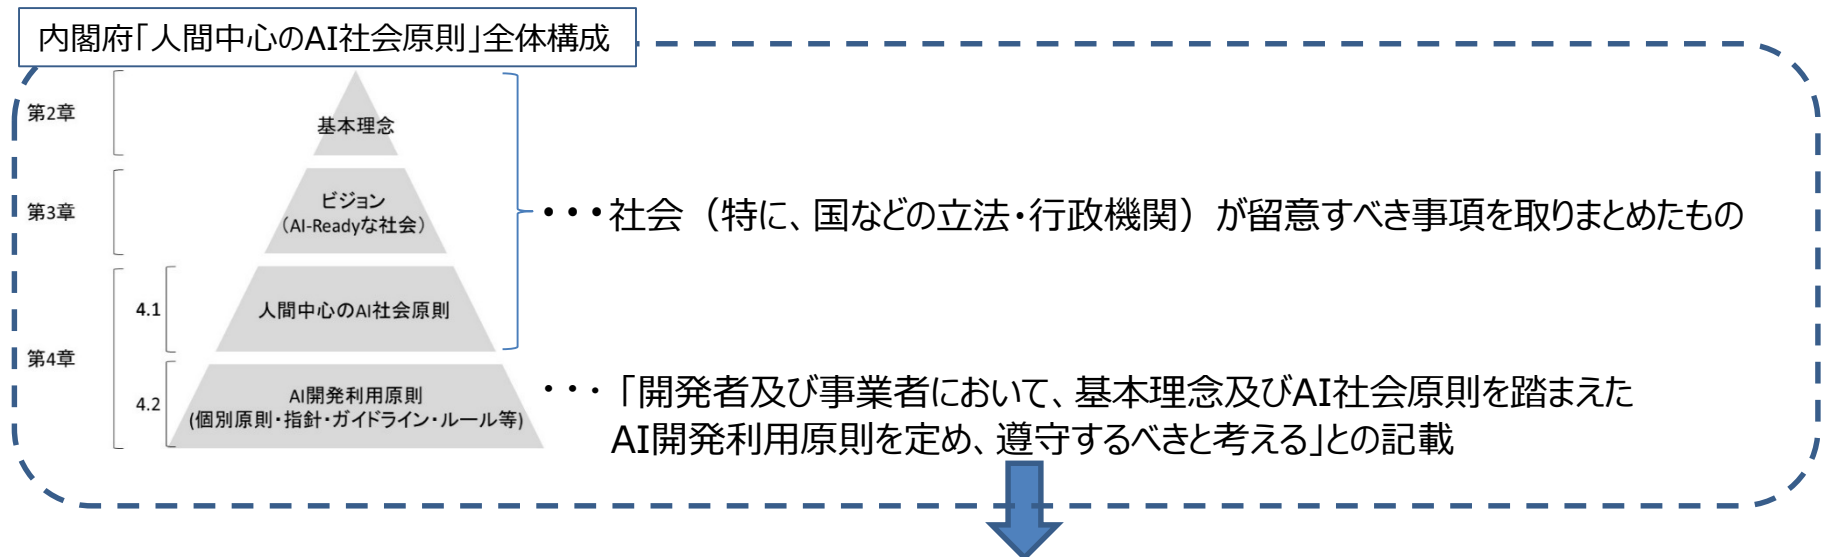 内閣府「人間中心のAI社会原則」全体構成
第2章
基本理念
第3章
ビジョン
（AI-Readyな社会）
・・・社会（特に、国などの立法・行政機関）が留意すべき事項を取りまとめたもの
第4章
4.1
人間中心のAI社会原則
4.2
AI開発利用原則
(個別原則・指針・ガイドライン・ルール等)
・・・「開発者及び事業者において、基本理念及びAI社会原則を踏まえた
AI開発利用原則を定め、遵守するべきと考える」との記載